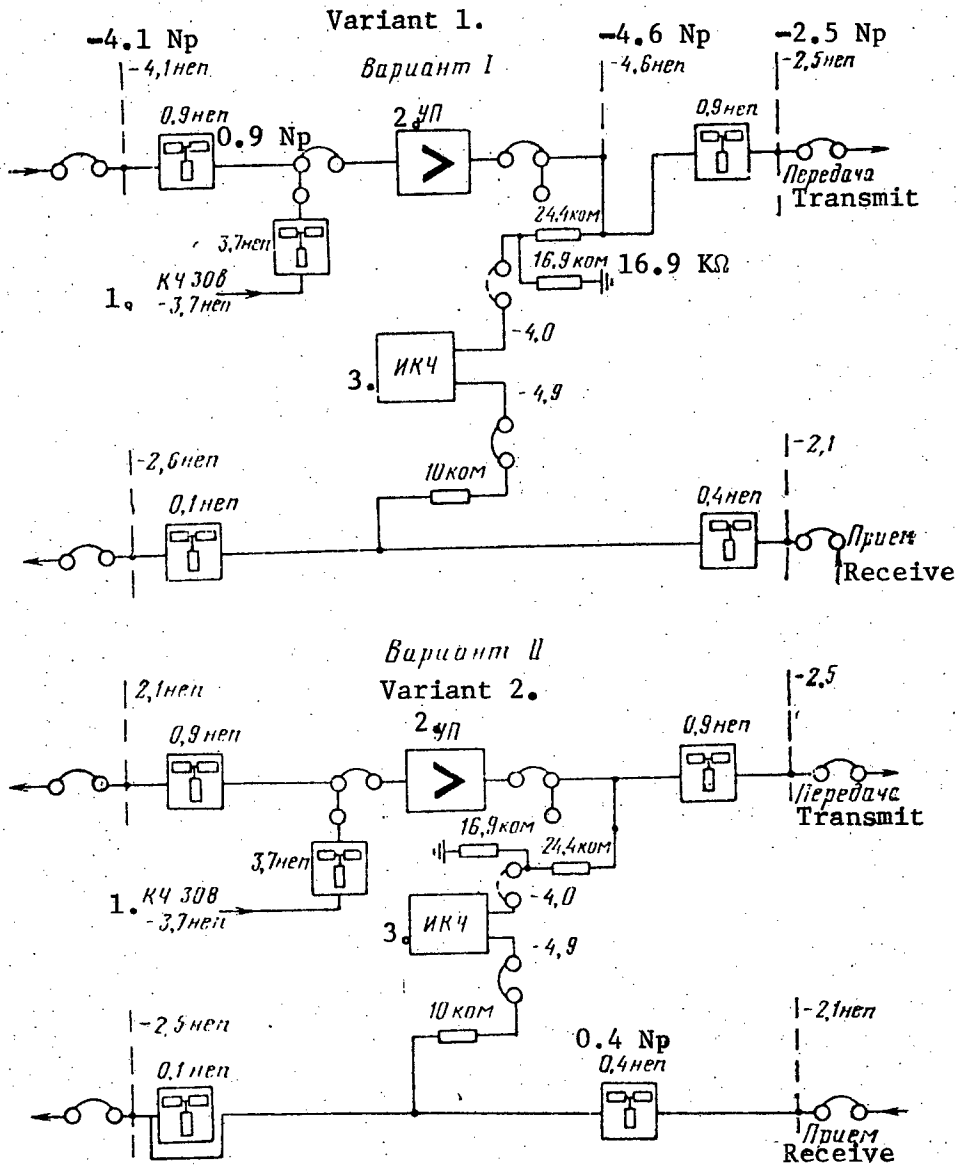 Variant 1.
-4.1 Np
-4.6 Np
-2.5 Np
Вариант I
-4,1неп
-4,6неп
-2,5неп
0,9неп
0.9 Np
2. УП
>
0,9неп
Передача
Transmit
24,4ком
3,7неп
16,9ком
16.9 KΩ
1. КЧ 30в
-3,7неп
-4,0
3. ИКЧ
-4,9
-2,6неп
-2,1
10ком
0,1неп
0,4неп
Прием
Receive
Вариант II
Variant 2.
2,1неп
-2,5
2. УП
0,9неп
>
0,9неп
Передача
Transmit
16,9ком
24,4ком
3,7неп
1. КЧ 30В
-3,7неп
-4,0
3. ИКЧ
-4,9
-2,5неп
10ком
-2,1неп
0.4 Np
0,1неп
0,4неп
Прием
Receive